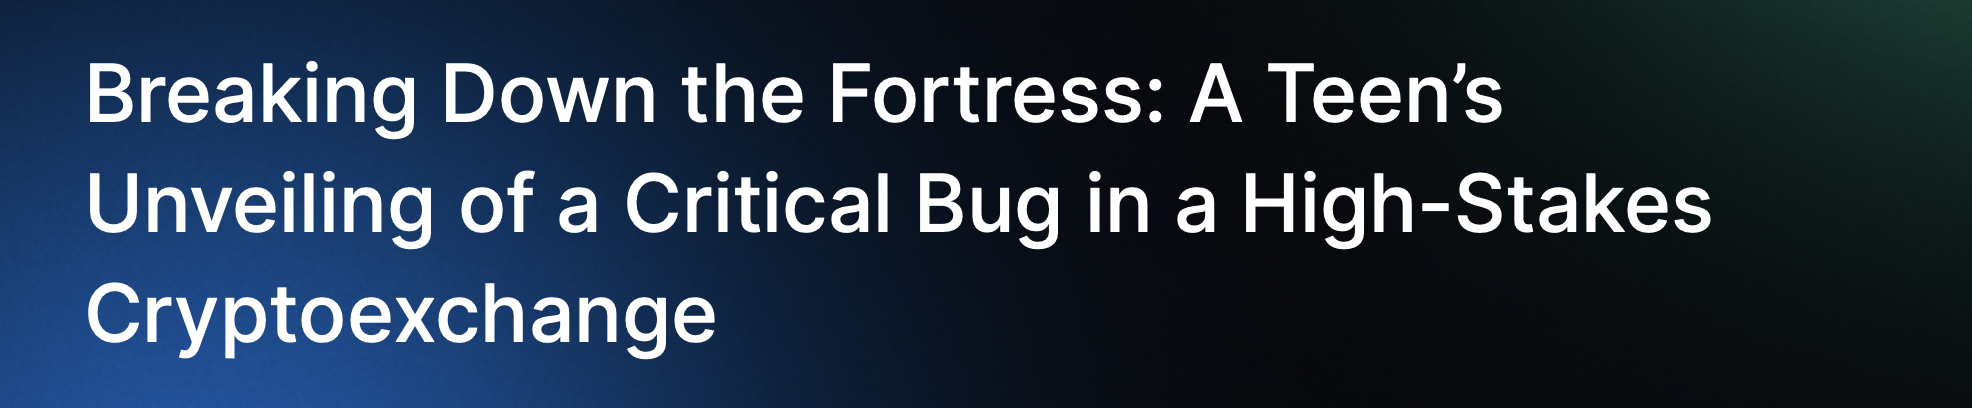 Breaking Down the Fortress: A Teen’s
Unveiling of a Critical Bug in a High-Stakes
Cryptoexchange